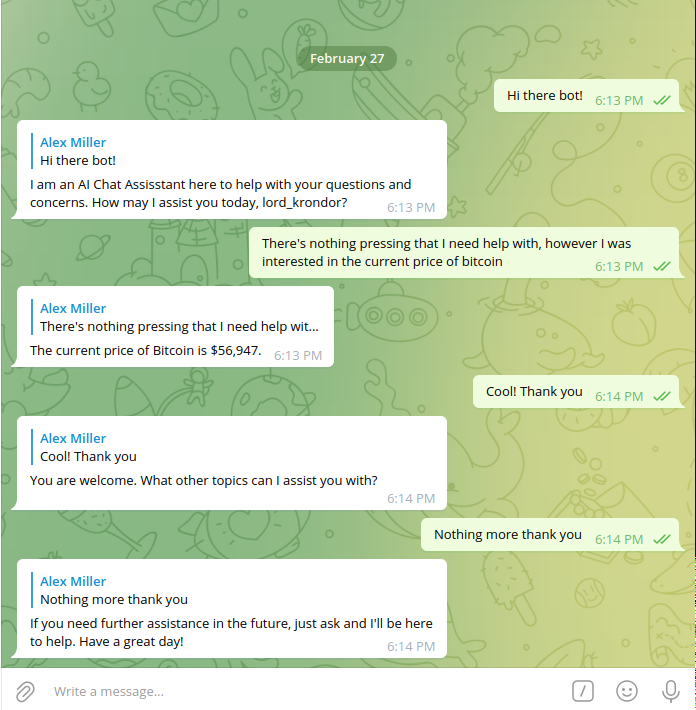 February 27
Hi there bot! 6:13 PM
Alex Miller
Hi there bot!
I am an AI Chat Assisstant here to help with your questions and
concerns. How may I assist you today, lord_krondor? 6:13 PM
There's nothing pressing that I need help with, however I was
interested in the current price of bitcoin 6:13 PM
Alex Miller
There's nothing pressing that I need help wit...
The current price of Bitcoin is $56,947. 6:13 PM
Cool! Thank you 6:14 PM
Alex Miller
Cool! Thank you
You are welcome. What other topics can I assist you with?
6:14 PM
Nothing more thank you 6:14 PM
Alex Miller
Nothing more thank you
If you need further assistance in the future, just ask and I'll be here
to help. Have a great day! 6:14 PM
Write a message...